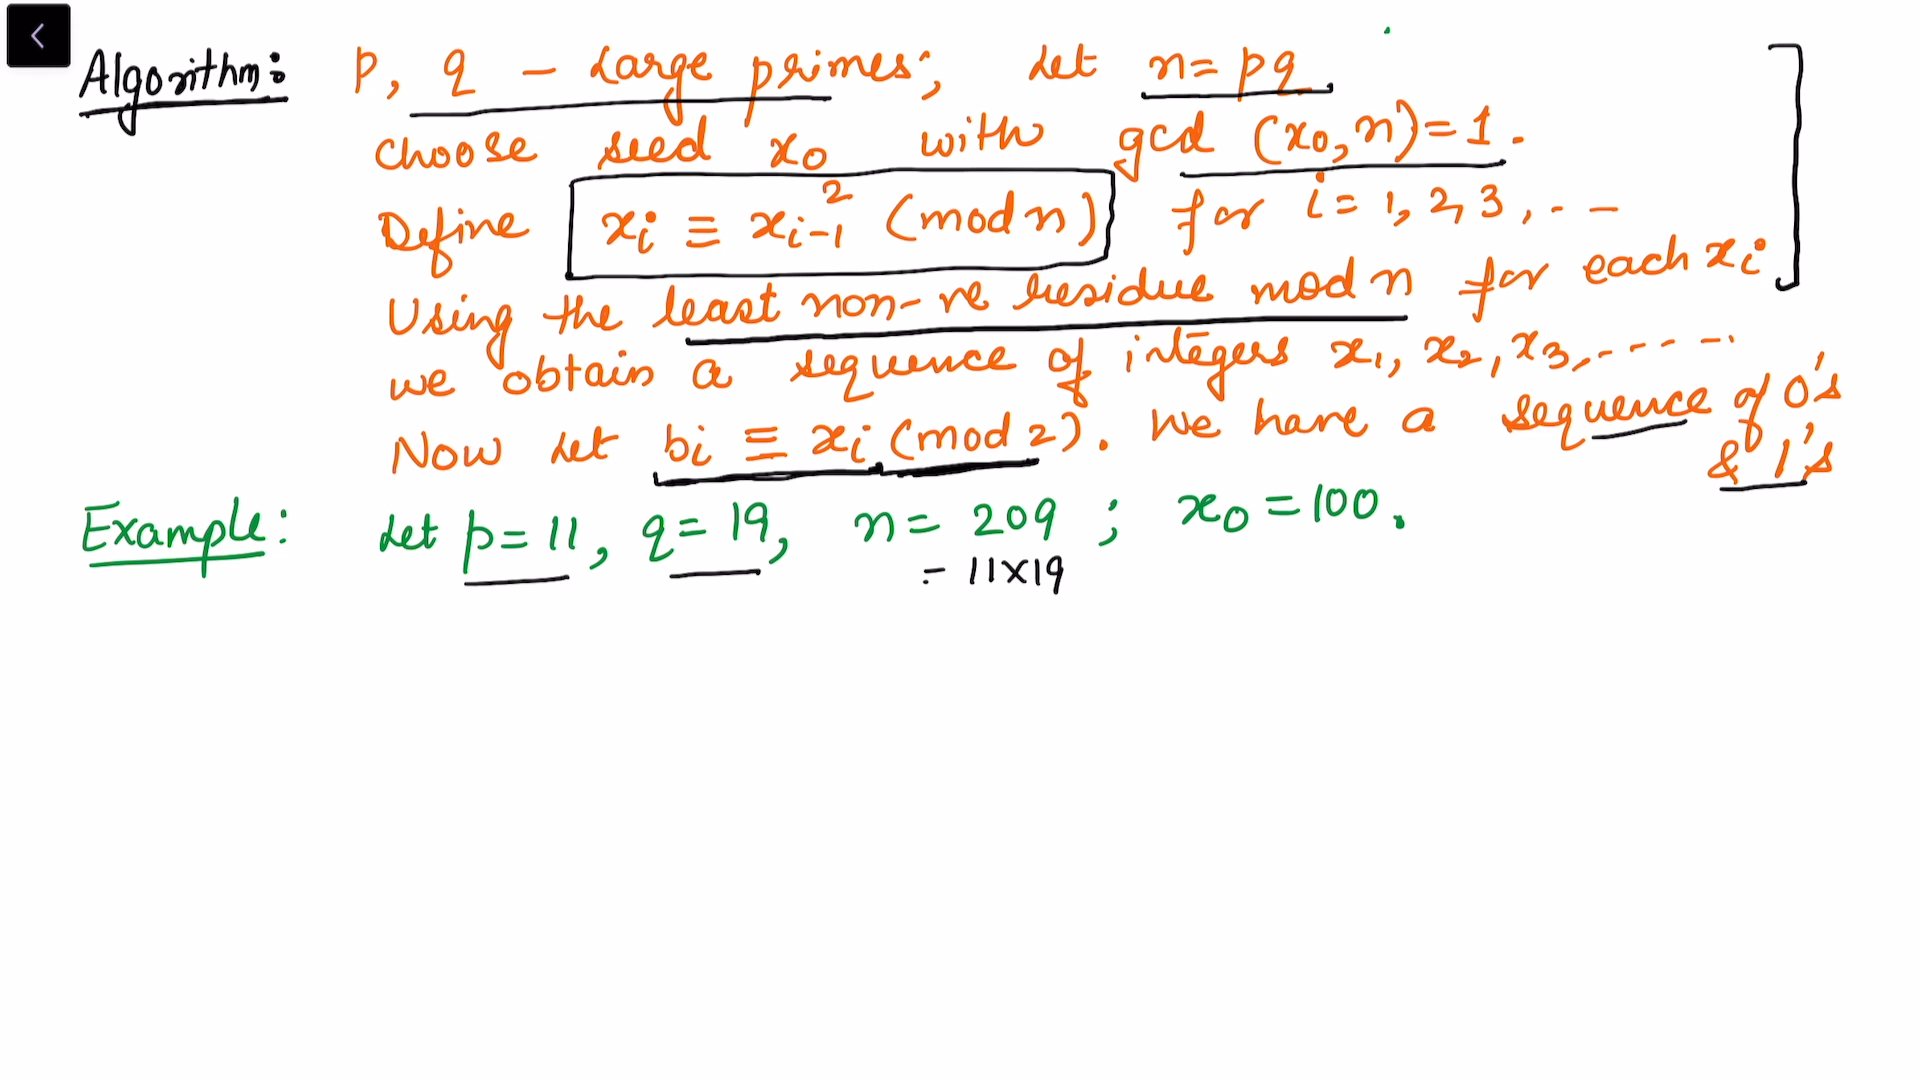 Algorithm: p, q - Large primes; Let n = pq.
choose seed x₀ with gcd (x₀, n) = 1.
Define xᵢ ≡ xᵢ₋₁² (mod n) for i = 1, 2, 3, . - -
Using the least non-ve residue mod n for each xᵢ
we obtain a sequence of integers x₁, x₂, x₃, . - - - - .
Now Let bᵢ ≡ xᵢ (mod 2). We have a sequence of 0's
& 1's
Example: Let p = 11, q = 19, n = 209 ; x₀ = 100.
= 11×19